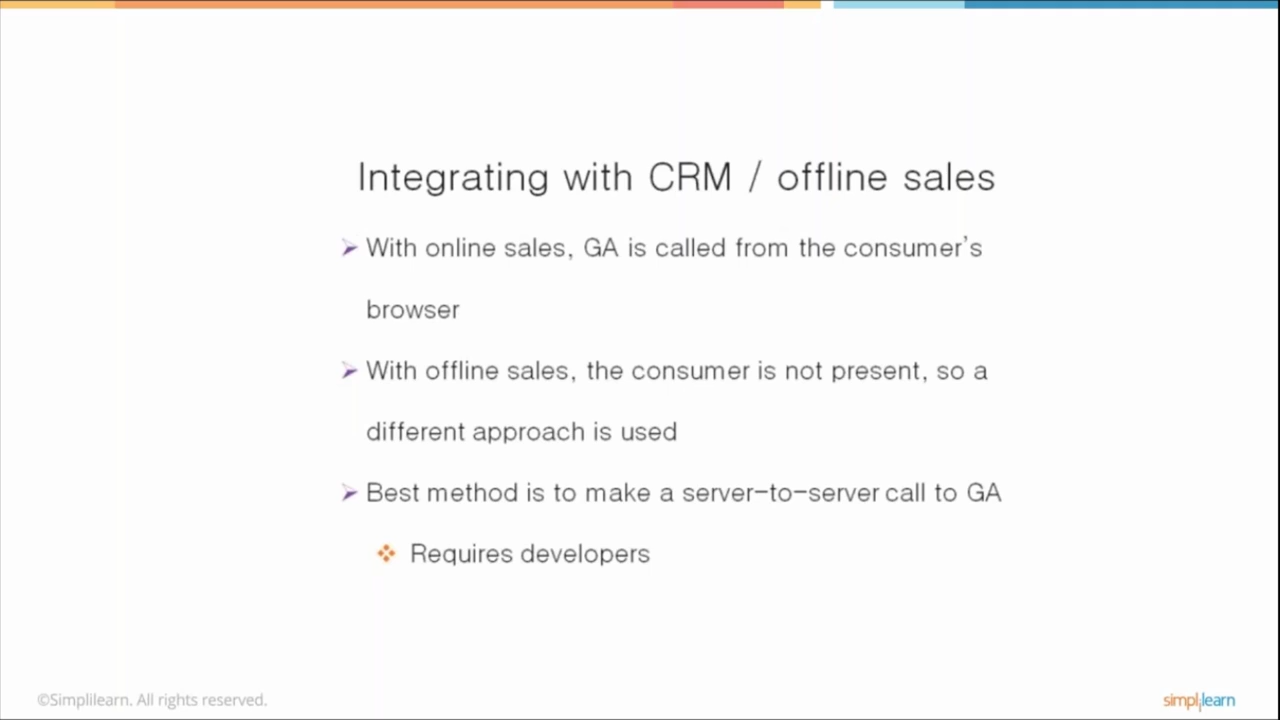 Integrating with CRM / offline sales
With online sales, GA is called from the consumer's
browser
With offline sales, the consumer is not present, so a
different approach is used
Best method is to make a server-to-server call to GA
Requires developers
©Simplilearn. All rights reserved.
simplilearn